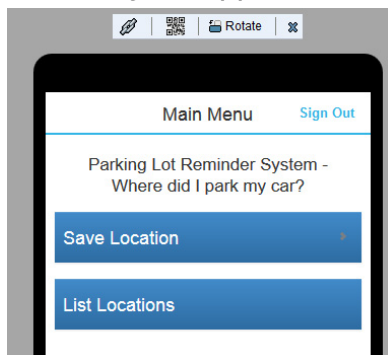 Rotate
Main Menu
Sign Out
Parking Lot Reminder System -
Where did I park my car?
Save Location
List Locations